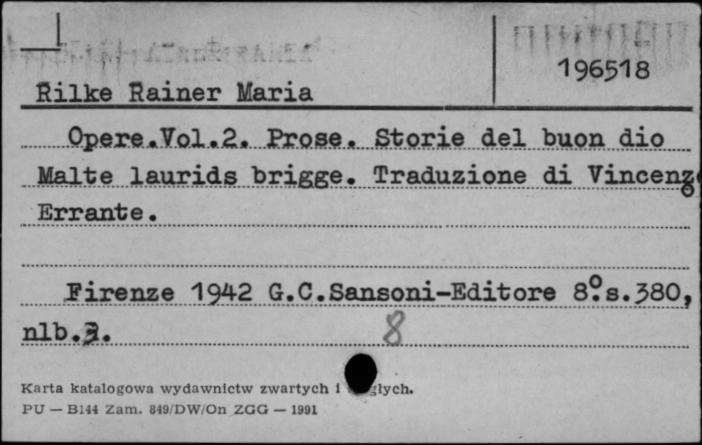 196518
Rilke Rainer Maria
Opere.Vol.2. Prose. Storie del buon dio
Malte laurids brigge. Traduzione di Vincenzo
Errante.
Firenze 1942 G.C.Sansoni-Editore 8°.s.380,
nlb.3.
8
Karta katalogowa wydawnictw zwartych i głych.
PU — B144 Zam. 849/DW/On ZGG — 1991